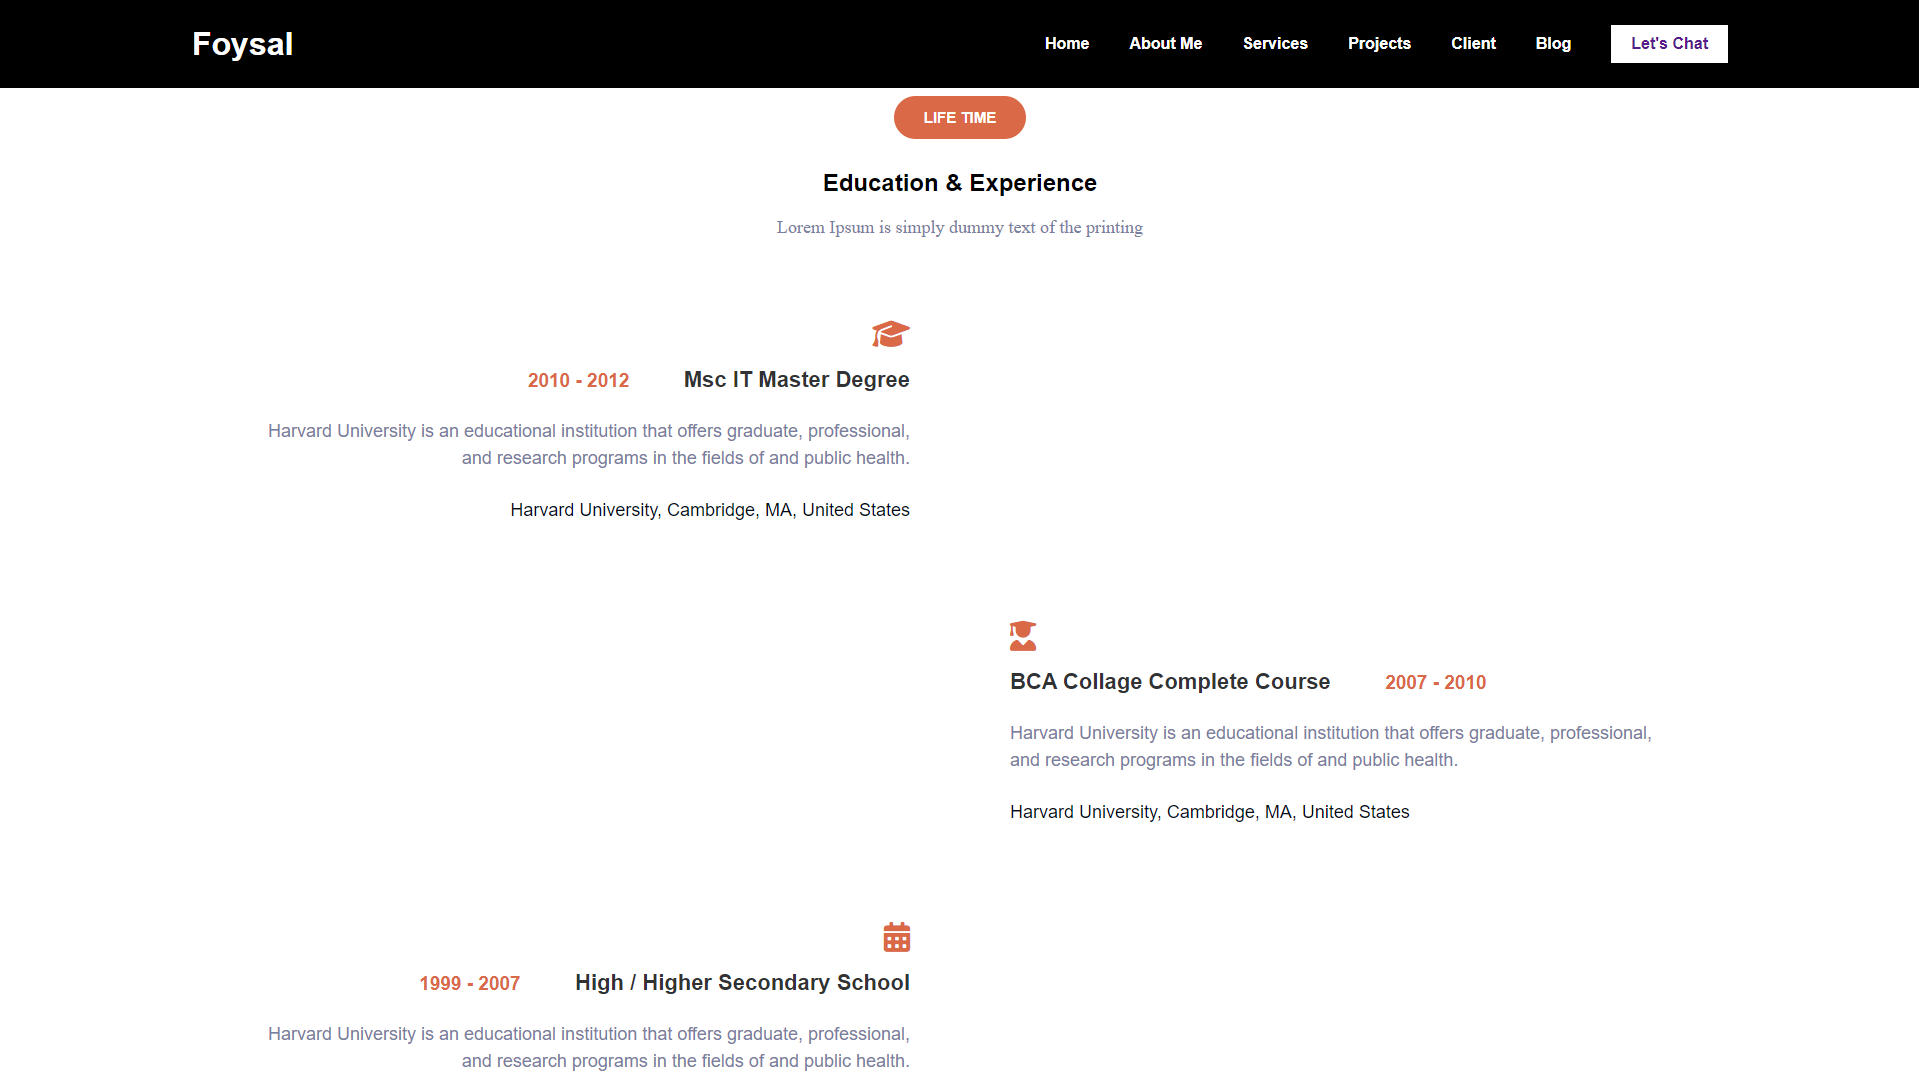 Foysal
Home About Me Services Projects Client Blog Let's Chat
LIFE TIME
Education & Experience
Lorem Ipsum is simply dummy text of the printing
2010 - 2012 Msc IT Master Degree
Harvard University is an educational institution that offers graduate, professional,
and research programs in the fields of and public health.
Harvard University, Cambridge, MA, United States
BCA Collage Complete Course 2007 - 2010
Harvard University is an educational institution that offers graduate, professional,
and research programs in the fields of and public health.
Harvard University, Cambridge, MA, United States
1999 - 2007 High / Higher Secondary School
Harvard University is an educational institution that offers graduate, professional,
and research programs in the fields of and public health.